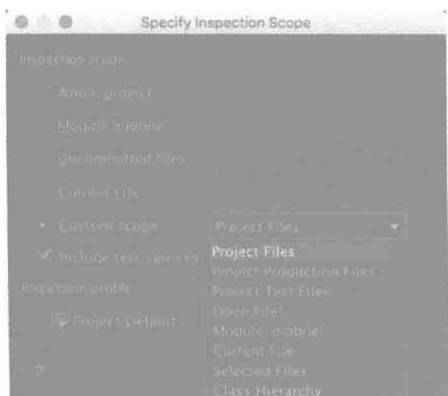 Specify Inspection Scope
Inspection scope
Whole project
Module 'mobile'
Uncommitted files
Current File
Custom scope
Project Files
Include test sources
Project Files
Project Production Files
Project Test Files
Inspection profile
Open Files
Module 'mobile'
Project Default
Current File
?
Selected Files
Class Hierarchy